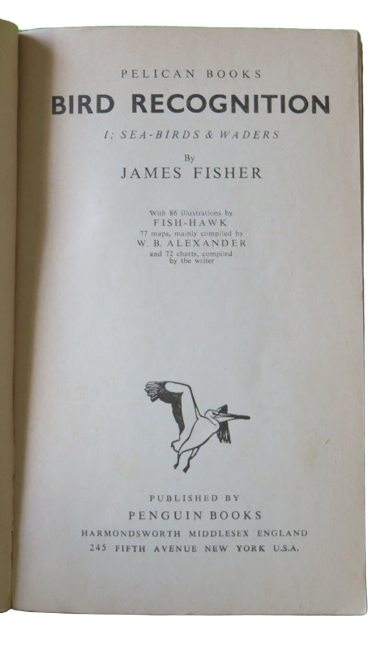 PELICAN BOOKS
BIRD RECOGNITION
I: SEA-BIRDS & WADERS
By
JAMES FISHER
With 86 illustrations by
FISH-HAWK
77 maps, mainly compiled by
W. B. ALEXANDER
and 72 charts, compiled
by the writer
PUBLISHED BY
PENGUIN BOOKS
HARMONDSWORTH MIDDLESEX ENGLAND
245 FIFTH AVENUE NEW YORK U.S.A.